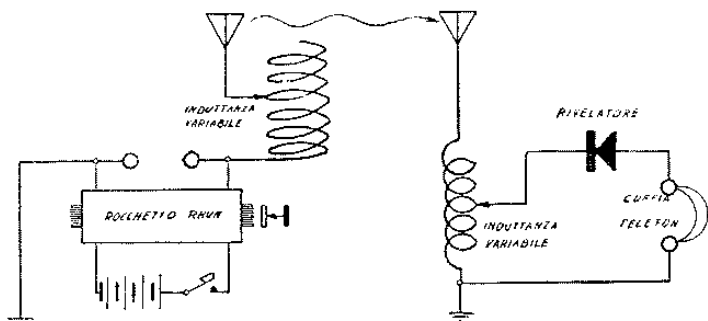 INDUTTANZA
VARIABILE
RIVELATORE
ROCCHETTO RHUM
INDUTTANZA
VARIABILE
CUFFIA
TELEFON